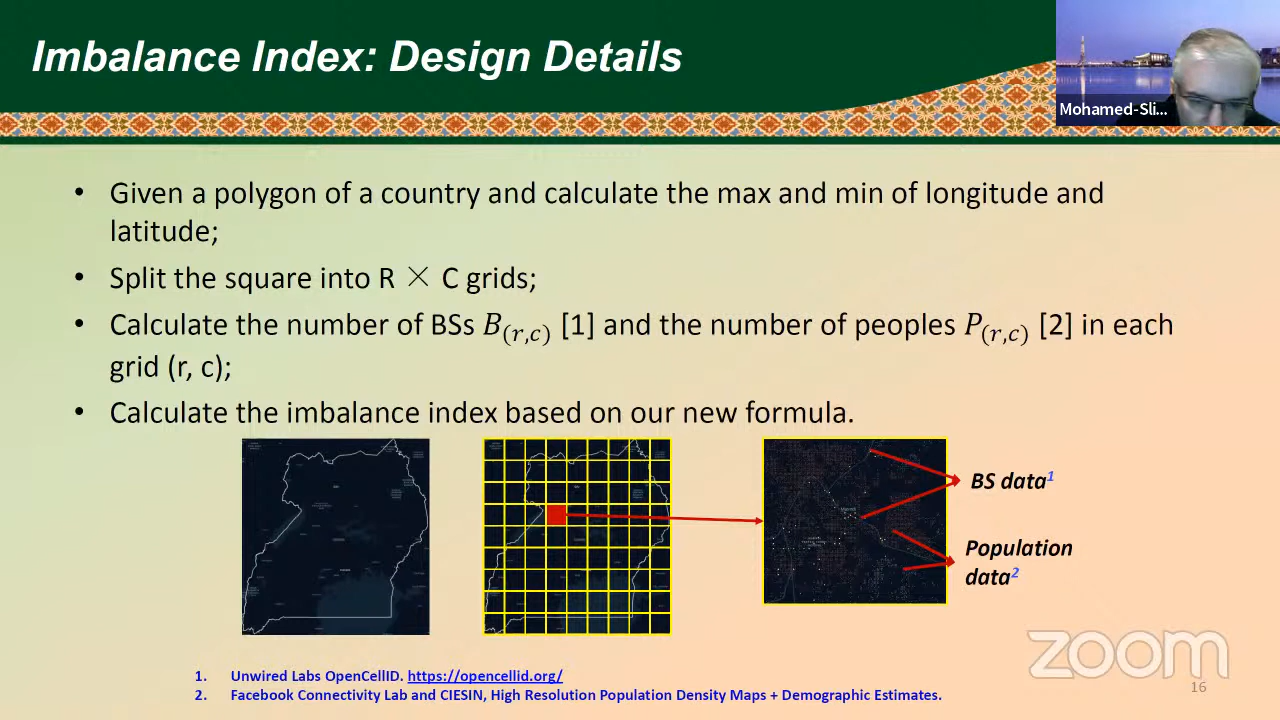 Imbalance Index: Design Details
Mohamed-Sli...
• Given a polygon of a country and calculate the max and min of longitude and
latitude;
• Split the square into R × C grids;
• Calculate the number of BSs B(r,c) [1] and the number of peoples P(r,c) [2] in each
grid (r, c);
• Calculate the imbalance index based on our new formula.
BS data1
Population
data2
zoom
1. Unwired Labs OpenCellID. https://opencellid.org/
2. Facebook Connectivity Lab and CIESIN, High Resolution Population Density Maps + Demographic Estimates.
16